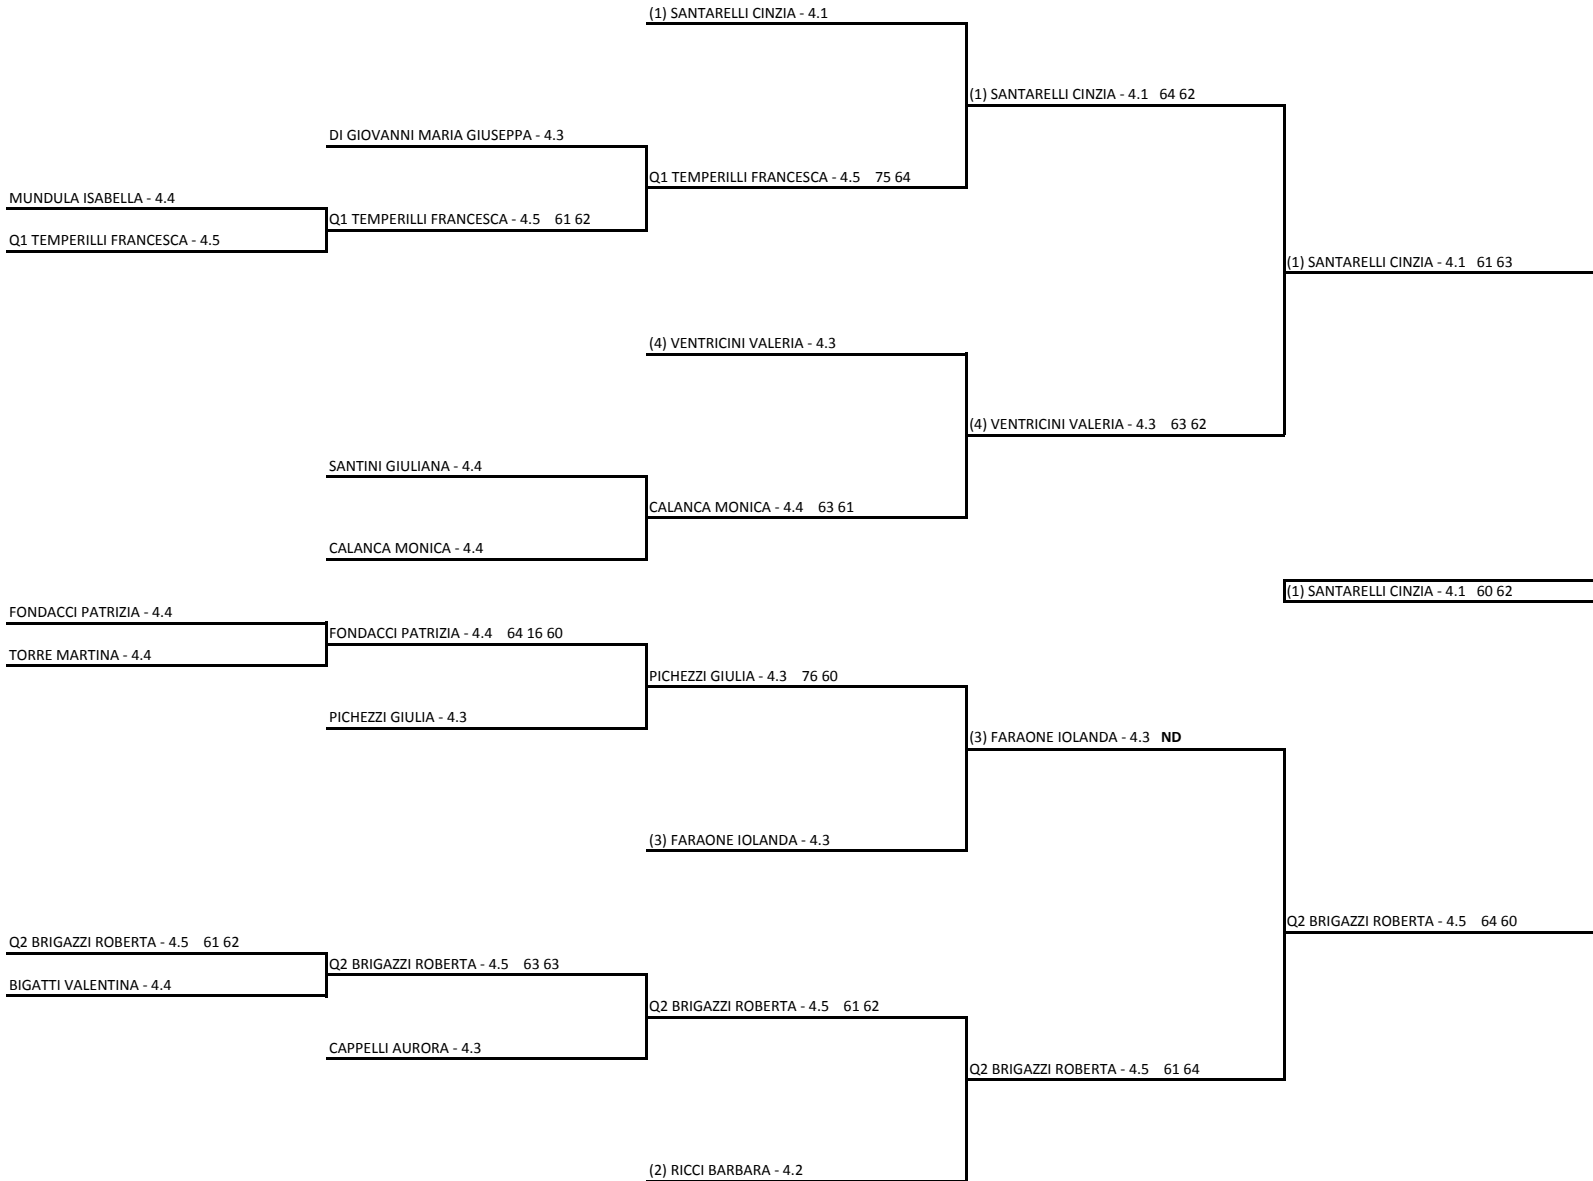 (1) SANTARELLI CINZIA - 4.1
(1) SANTARELLI CINZIA - 4.1 64 62
DI GIOVANNI MARIA GIUSEPPA - 4.3
Q1 TEMPERILLI FRANCESCA - 4.5 75 64
MUNDULA ISABELLA - 4.4
Q1 TEMPERILLI FRANCESCA - 4.5 61 62
Q1 TEMPERILLI FRANCESCA - 4.5
(1) SANTARELLI CINZIA - 4.1 61 63
(4) VENTRICINI VALERIA - 4.3
(4) VENTRICINI VALERIA - 4.3 63 62
SANTINI GIULIANA - 4.4
CALANCA MONICA - 4.4 63 61
CALANCA MONICA - 4.4
(1) SANTARELLI CINZIA - 4.1 60 62
FONDACCI PATRIZIA - 4.4
FONDACCI PATRIZIA - 4.4 64 16 60
TORRE MARTINA - 4.4
PICHEZZI GIULIA - 4.3 76 60
PICHEZZI GIULIA - 4.3
(3) FARAONE IOLANDA - 4.3 ND
(3) FARAONE IOLANDA - 4.3
Q2 BRIGAZZI ROBERTA - 4.5 64 60
Q2 BRIGAZZI ROBERTA - 4.5 61 62
Q2 BRIGAZZI ROBERTA - 4.5 63 63
BIGATTI VALENTINA - 4.4
Q2 BRIGAZZI ROBERTA - 4.5 61 62
CAPPELLI AURORA - 4.3
Q2 BRIGAZZI ROBERTA - 4.5 61 64
(2) RICCI BARBARA - 4.2